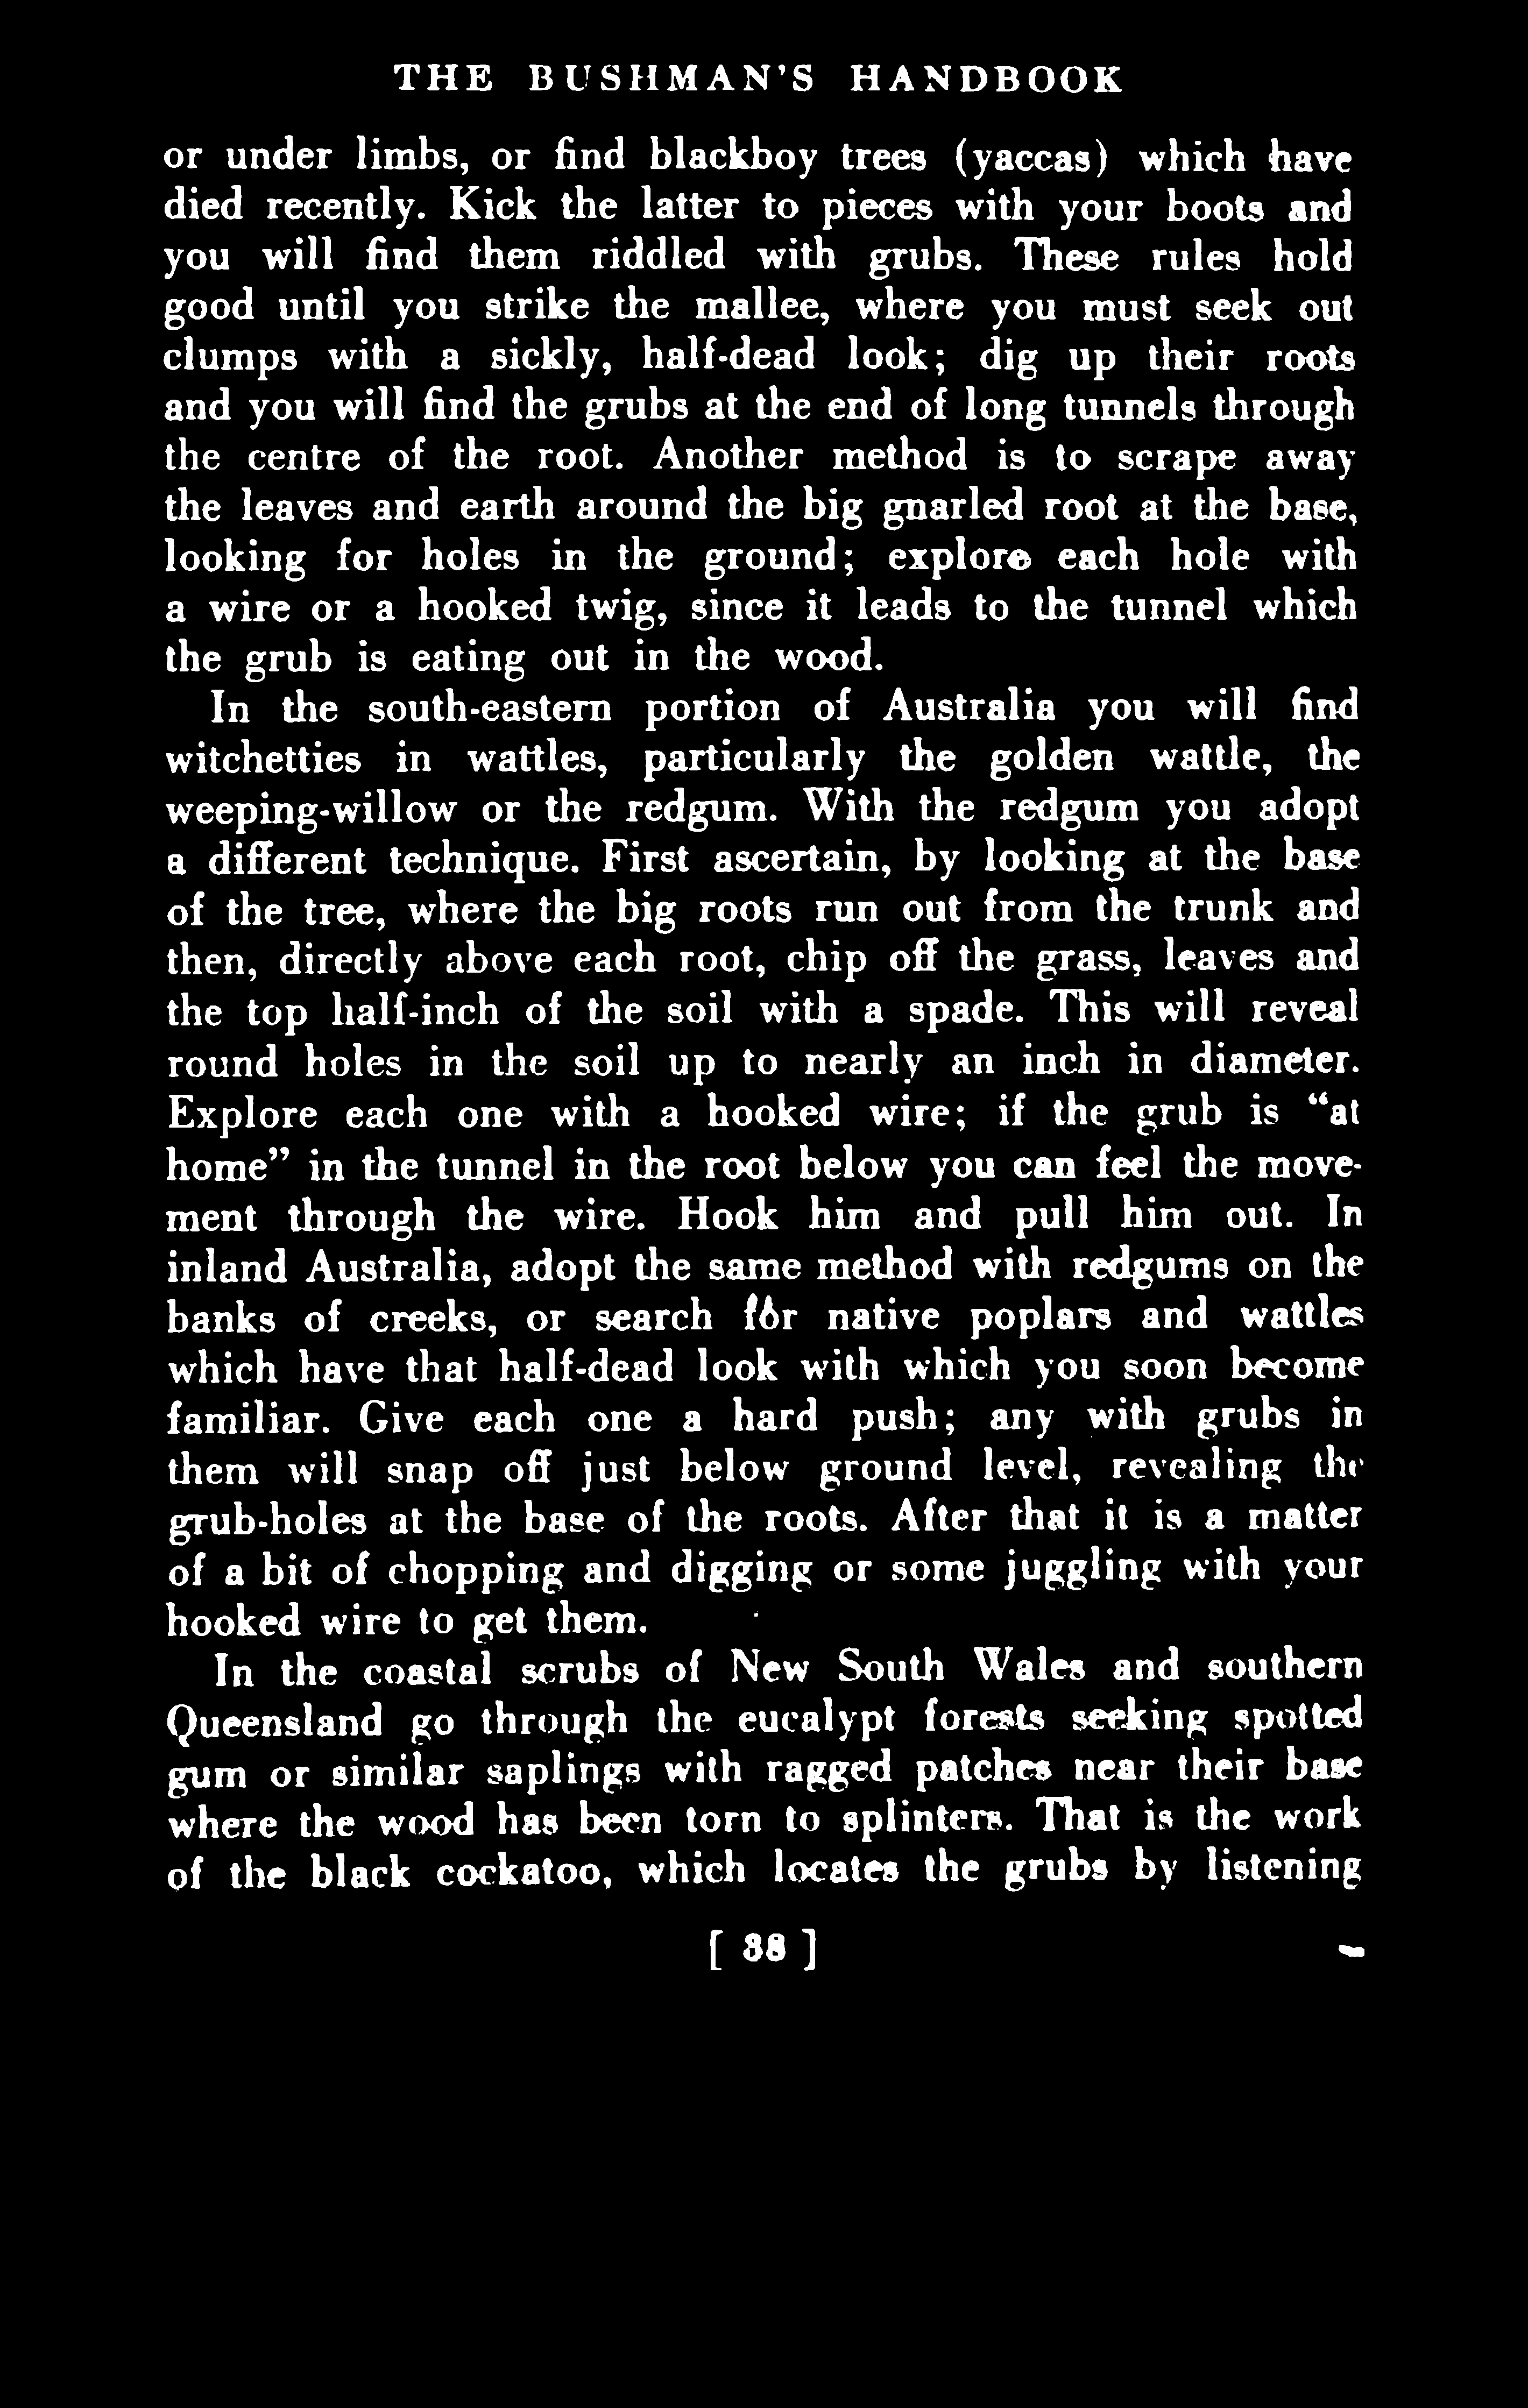 THE BUSHMAN'S HANDBOOK
or under limbs, or find blackboy trees (yaccas) which have
died recently. Kick the latter to pieces with your boots and
you will find them riddled with grubs. These rules hold
good until you strike the mallee, where you must seek out
clumps with a sickly, half-dead look; dig up their roots
and you will find the grubs at the end of long tunnels through
the centre of the root. Another method is to scrape away
the leaves and earth around the big gnarled root at the base,
looking for holes in the ground; explore each hole with
a wire or a hooked twig, since it leads to the tunnel which
the grub is eating out in the wood.
In the south-eastern portion of Australia you will find
witchetties in wattles, particularly the golden wattle, the
weeping-willow or the redgum. With the redgum you adopt
a different technique. First ascertain, by looking at the base
of the tree, where the big roots run out from the trunk and
then, directly above each root, chip off the grass, leaves and
the top half-inch of the soil with a spade. This will reveal
round holes in the soil up to nearly an inch in diameter.
Explore each one with a hooked wire; if the grub is “at
home” in the tunnel in the root below you can feel the move-
ment through the wire. Hook him and pull him out. In
inland Australia, adopt the same method with redgums on the
banks of creeks, or search for native poplars and wattles
which have that half-dead look with which you soon become
familiar. Give each one a hard push; any with grubs in
them will snap off just below ground level, revealing the
grub-holes at the base of the roots. After that it is a matter
of a bit of chopping and digging or some juggling with your
hooked wire to get them.
In the coastal scrubs of New South Wales and southern
Queensland go through the eucalypt forests seeking spotted
gum or similar saplings with ragged patches near their base
where the wood has been torn to splinters. That is the work
of the black cockatoo, which locates the grubs by listening
[ 38 ]